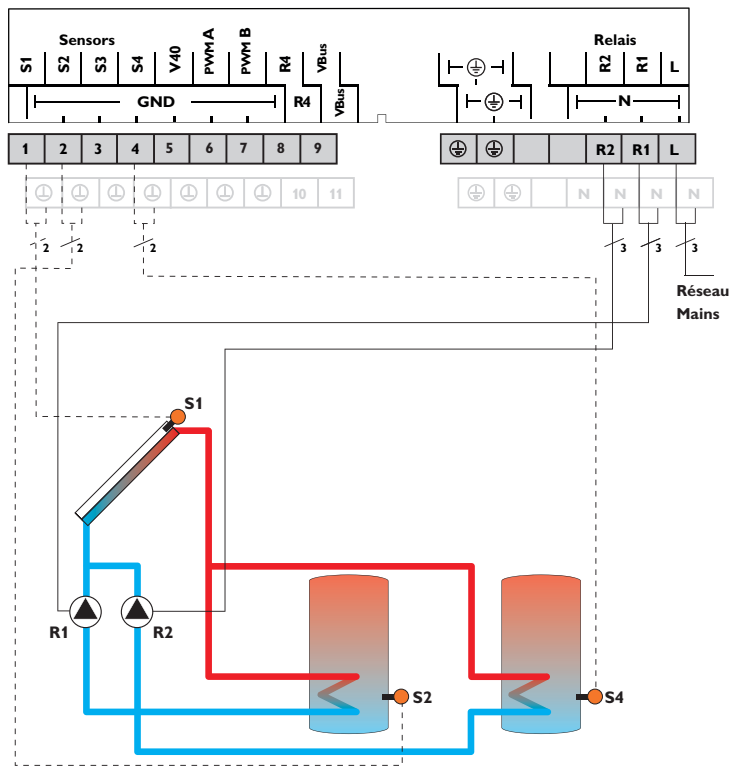 Sensors
Relais
S1 S2 S3 S4 V40 PWM A PWM B R4 VBus
R2 R1 L
GND
R4
VBus
N
1 2 3 4 5 6 7 8 9
R2 R1 L
10 11
N N N
2 2 2
3 3 3
Réseau
Mains
S1
R1
R2
S2
S4